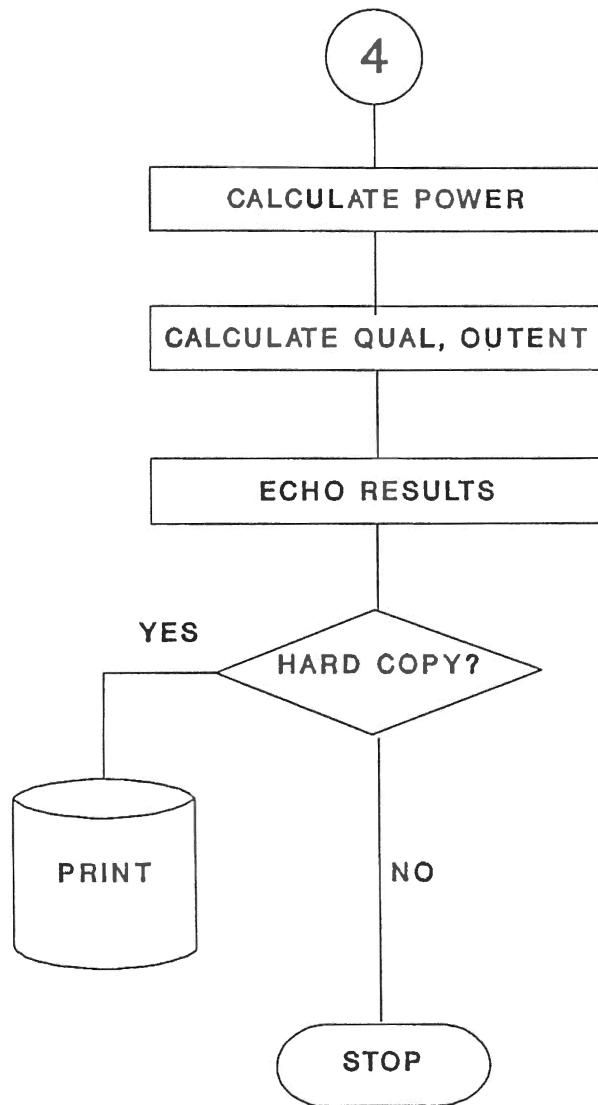 4
CALCULATE POWER
CALCULATE QUAL, OUTENT
ECHO RESULTS
YES
HARD COPY?
PRINT
NO
STOP